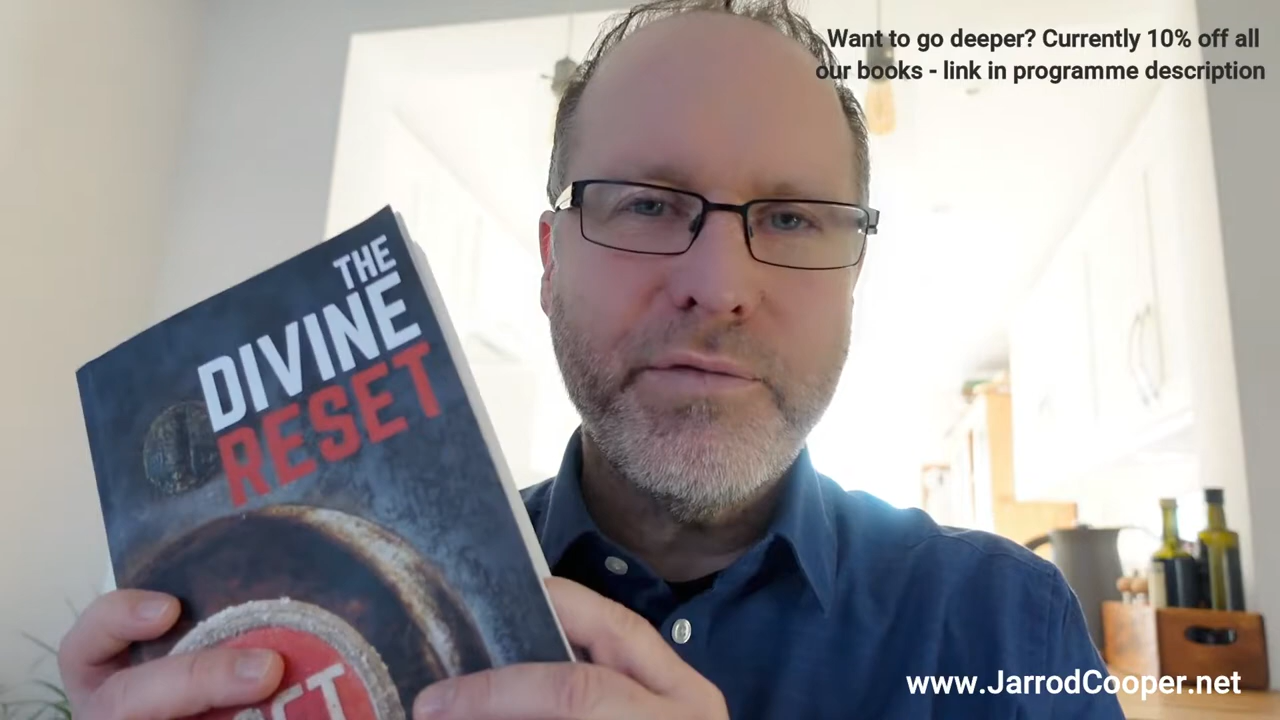 Want to go deeper? Currently 10% off all
our books - link in programme description
THE
DIVINE
RESET
www.JarrodCooper.net